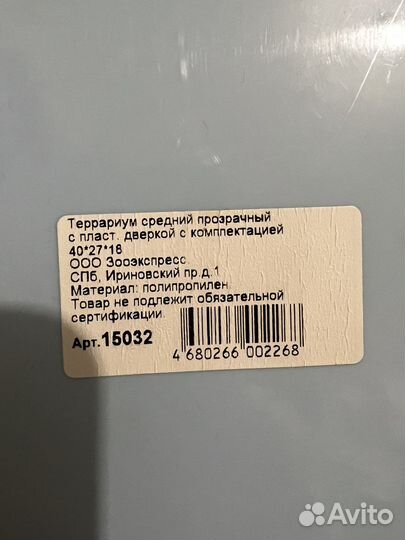 Террариум средний прозрачный
с пласт. дверкой с комплектацией
40*27*18
ООО Зооэкспресс
СПб, Ириновский пр.д.1
Материал: полипропилен
Товар не подлежит обязательной
сертификации.
Арт.15032
4 680266 002268
Avito